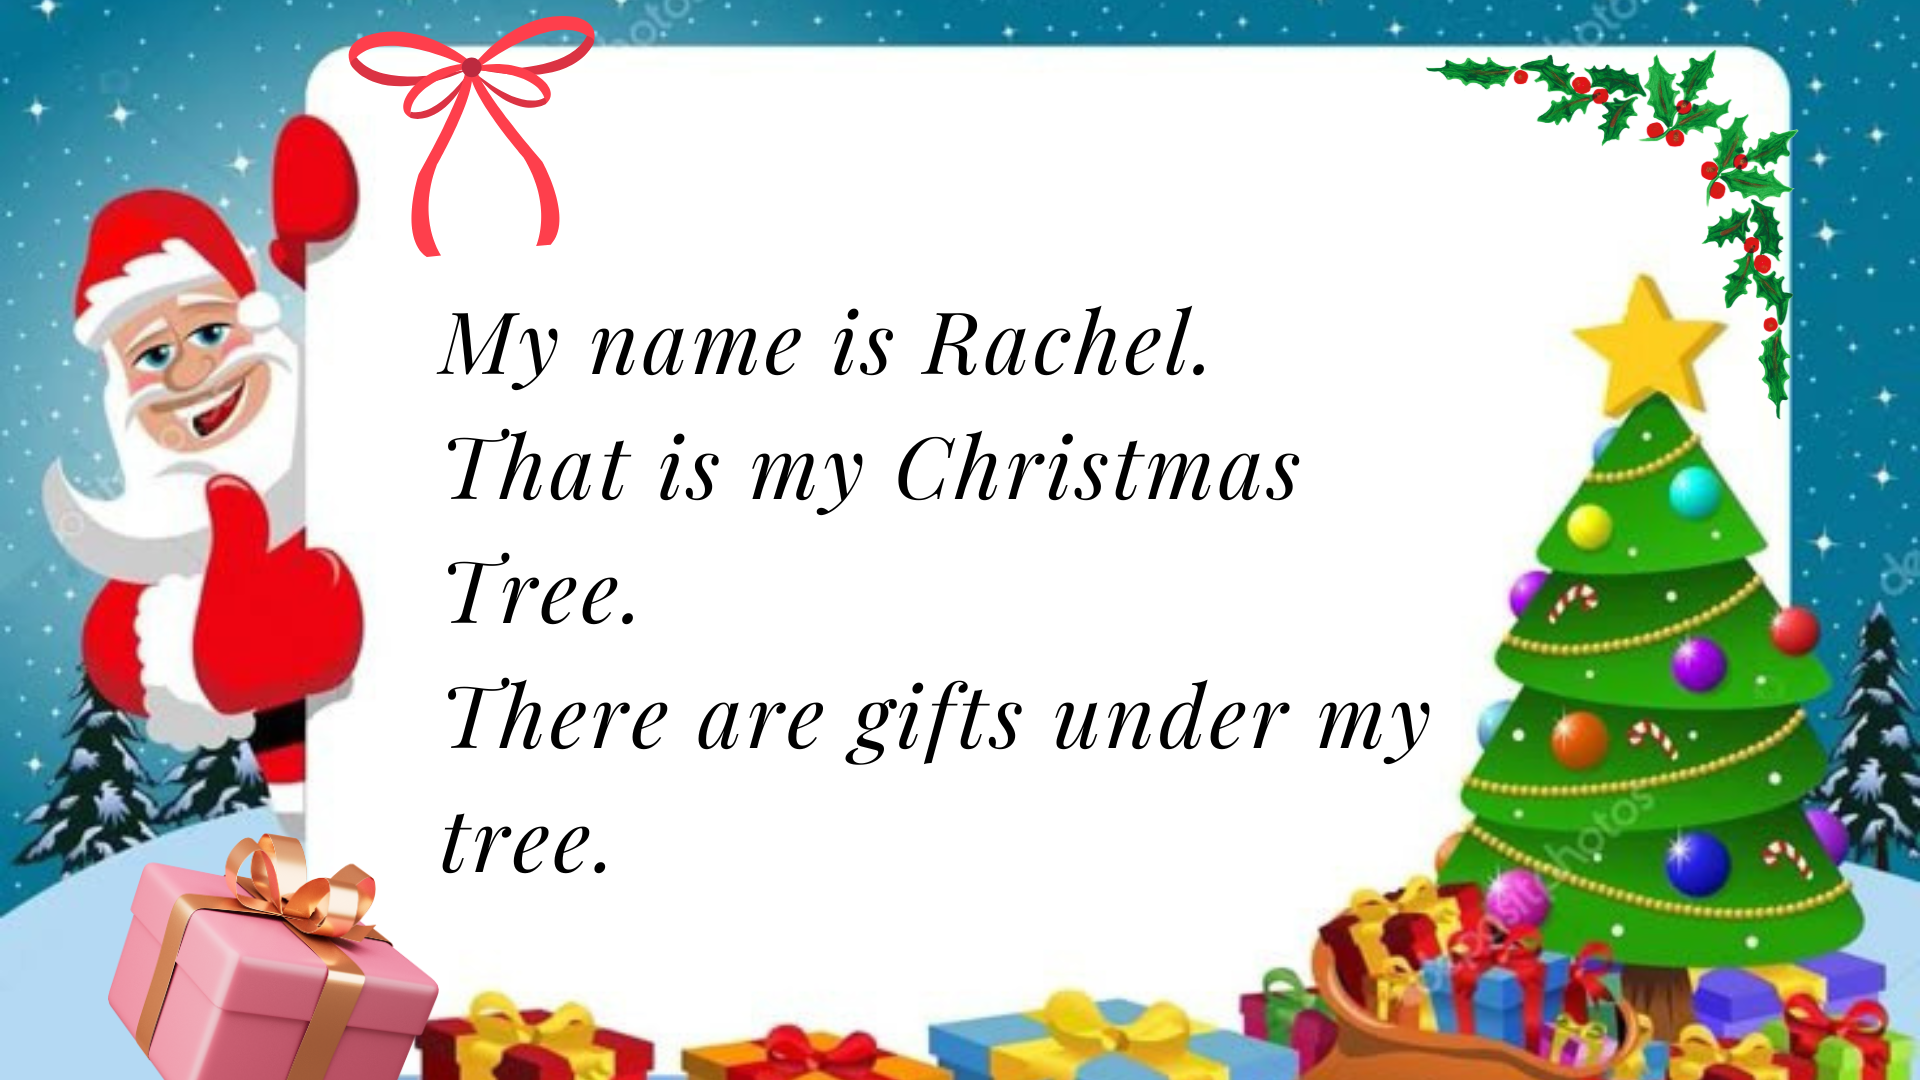 My name is Rachel.
That is my Christmas
Tree.
There are gifts under my
tree.